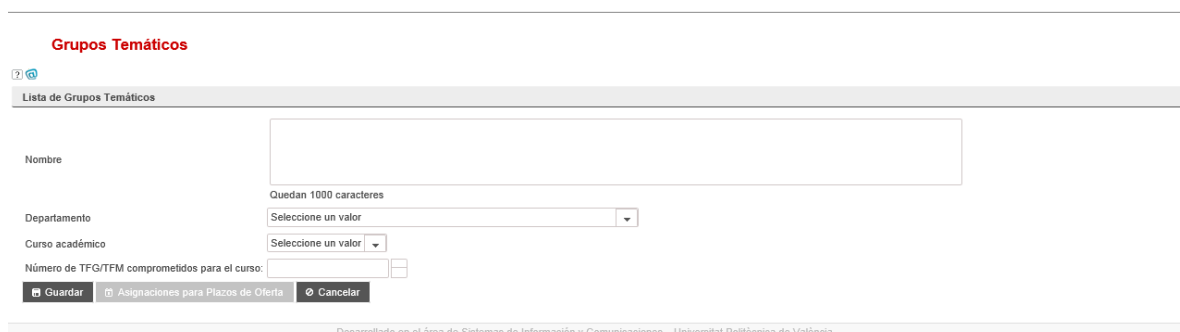 Grupos Temáticos
Lista de Grupos Temáticos
Nombre
Quedan 1000 caracteres
Departamento
Seleccione un valor
Curso académico
Seleccione un valor
Número de TFG/TFM comprometidos para el curso:
Guardar
Asignaciones para Plazos de Oferta
Cancelar
Desarrollado en el área de Sistemas de Información y Comunicaciones - Universitat Politècnica de València